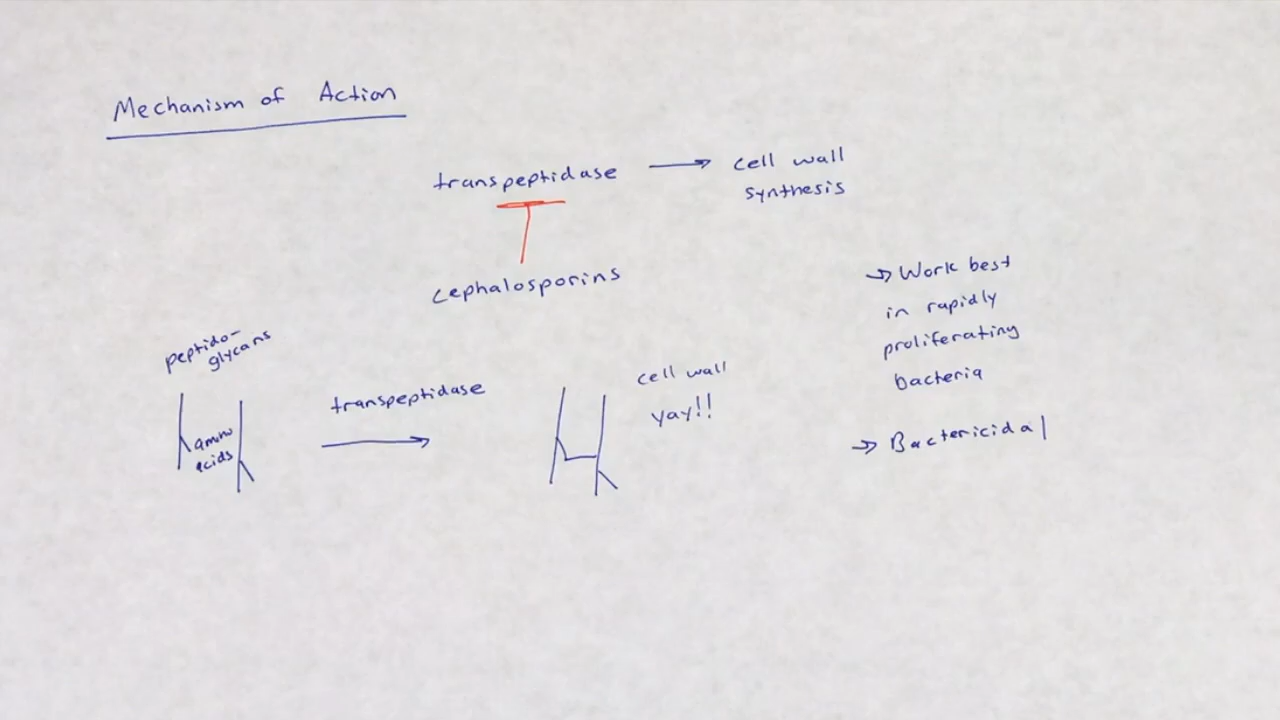 Mechanism of Action
transpeptidase → cell wall
synthesis
cephalosporins
peptido-
glycans
amino
acids
transpeptidase
cell wall
yay!!
→ Work best
in rapidly
proliferating
bacteria
→ Bactericidal